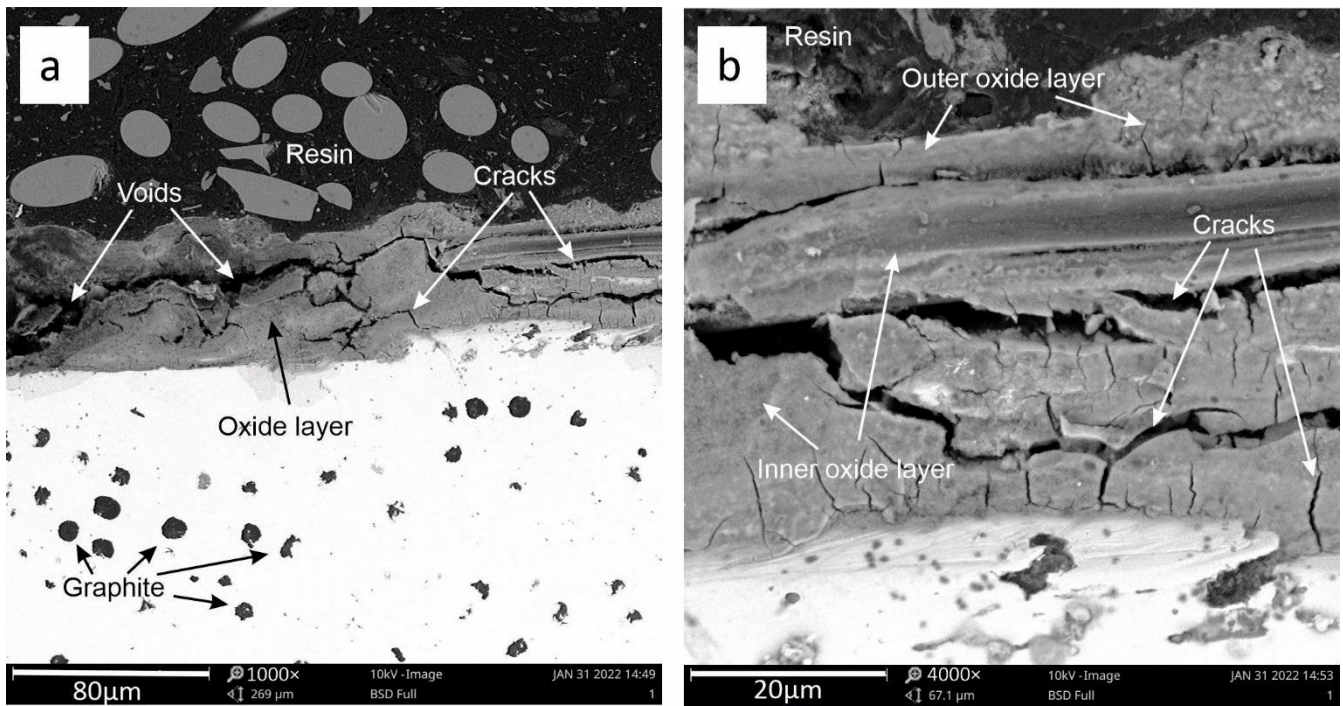 a
Resin
Voids
Cracks
Oxide layer
Graphite
80μm
1000×
10kV -Image
JAN 31 2022 14:49
269 μm
BSD Full
1
b
Resin
Outer oxide layer
Cracks
Inner oxide layer
20μm
4000×
10kV -Image
JAN 31 2022 14:53
67.1 μm
BSD Full
1